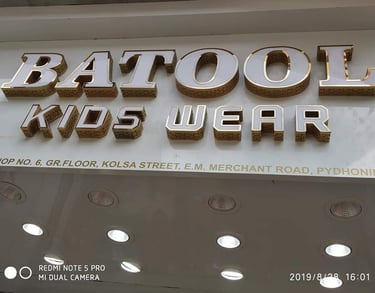 BATOOL
KIDS WEAR
OP NO. 6, GR.FLOOR, KOLSA STREET, E.M. MERCHANT ROAD, PYDHONIE
REDMI NOTE 5 PRO
MI DUAL CAMERA
2019/8/28 16:01